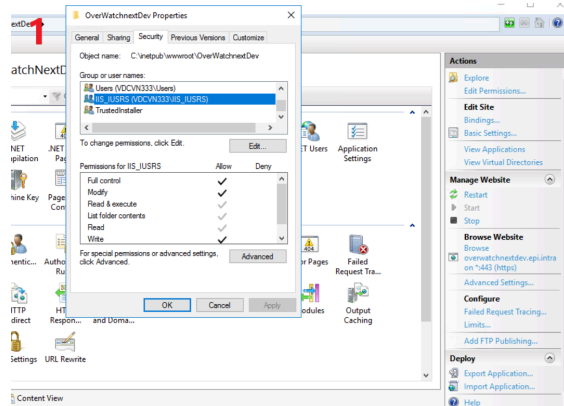 extDev
1
atchNextD
OverWatchnextDev Properties
General
Sharing
Security
Previous Versions
Customize
Object name: C:\inetpub\wwwroot\OverWatchnextDev
Group or user names:
Users (VDCVN333\Users)
IIS_IUSRS (VDCVN333\IIS_IUSRS)
TrustedInstaller
To change permissions, click Edit.
Edit...
Permissions for IIS_IUSRS
Allow
Deny
Full control
Modify
Read & execute
List folder contents
Read
Write
For special permissions or advanced settings,
click Advanced.
Advanced
OK
Cancel
Apply
NET
pilation
.NET
Pag
ET Users
Application
Settings
hine Key
Page
Con
hentic...
Autho
Ru
404
or Pages
Failed
Request Tra...
TTP
direct
HT
Respon...
and Doma...
odules
Output
Caching
Settings
URL Rewrite
Content View
Actions
Explore
Edit Permissions...
Edit Site
Bindings...
Basic Settings...
View Applications
View Virtual Directories
Manage Website
Restart
Start
Stop
Browse Website
Browse
overwatchnextdev.epi.intra
on *:443 (https)
Advanced Settings...
Configure
Failed Request Tracing...
Limits...
Add FTP Publishing...
Deploy
Export Application...
Import Application...
Help